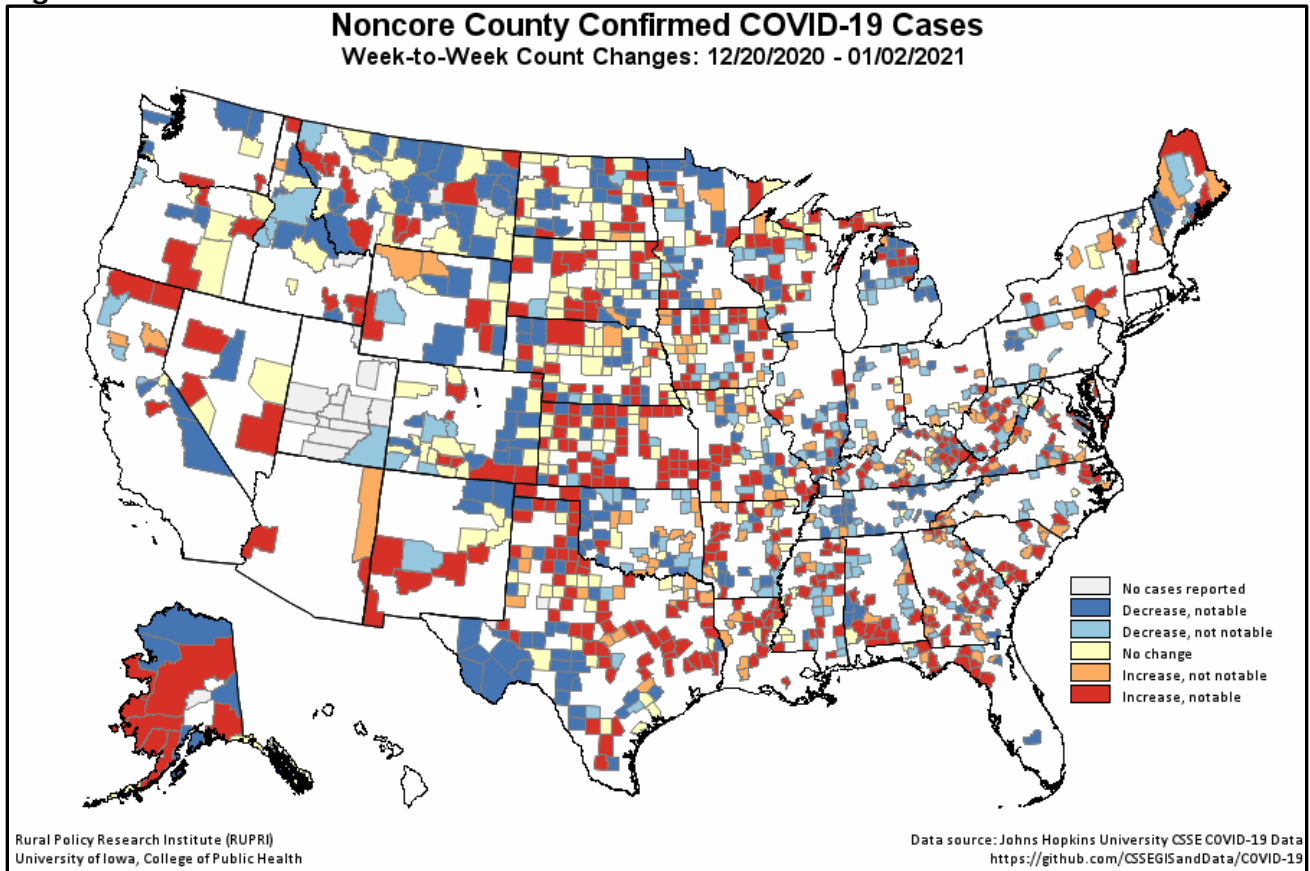 Noncore County Confirmed COVID-19 Cases
Week-to-Week Count Changes: 12/20/2020 - 01/02/2021
No cases reported
Decrease, notable
Decrease, not notable
No change
Increase, not notable
Increase, notable
Rural Policy Research Institute (RUPRI)
University of Iowa, College of Public Health
Data source: Johns Hopkins University CSSE COVID-19 Data
https://github.com/CSSEGISandData/COVID-19